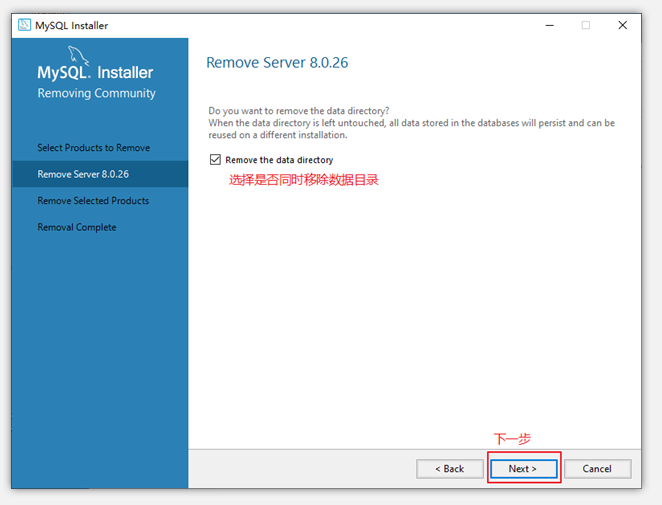 MySQL Installer
MySQL. Installer
Removing Community
Select Products to Remove
Remove Server 8.0.26
Remove Selected Products
Removal Complete
Remove Server 8.0.26
Do you want to remove the data directory?
When the data directory is left untouched, all data stored in the databases will persist and can be
reused on a different installation.
Remove the data directory
选择是否同时移除数据目录
下一步
< Back
Next >
Cancel